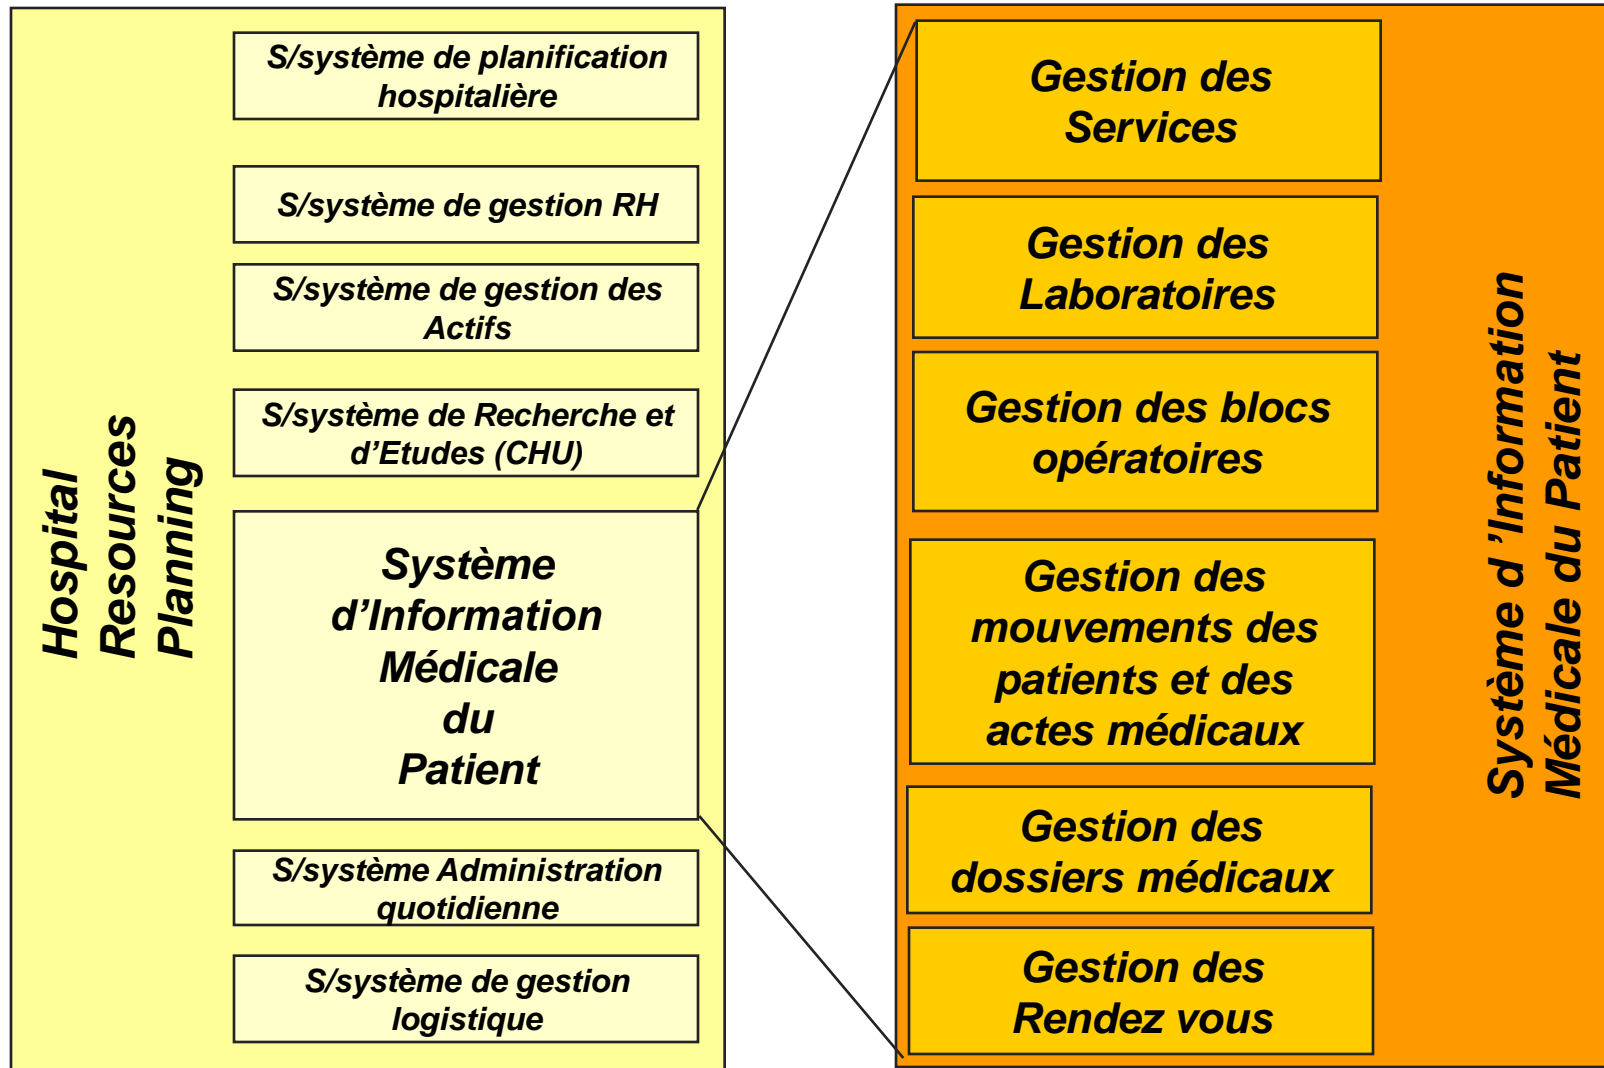 Hospital
Resources
Planning
S/système de planification
hospitalière
S/système de gestion RH
S/système de gestion des
Actifs
S/système de Recherche et
d’Etudes (CHU)
Système
d’Information
Médicale
du
Patient
S/système Administration
quotidienne
S/système de gestion
logistique
Gestion des
Services
Gestion des
Laboratoires
Gestion des blocs
opératoires
Gestion des
mouvements des
patients et des
actes médicaux
Gestion des
dossiers médicaux
Gestion des
Rendez vous
Système d ’Information
Médicale du Patient